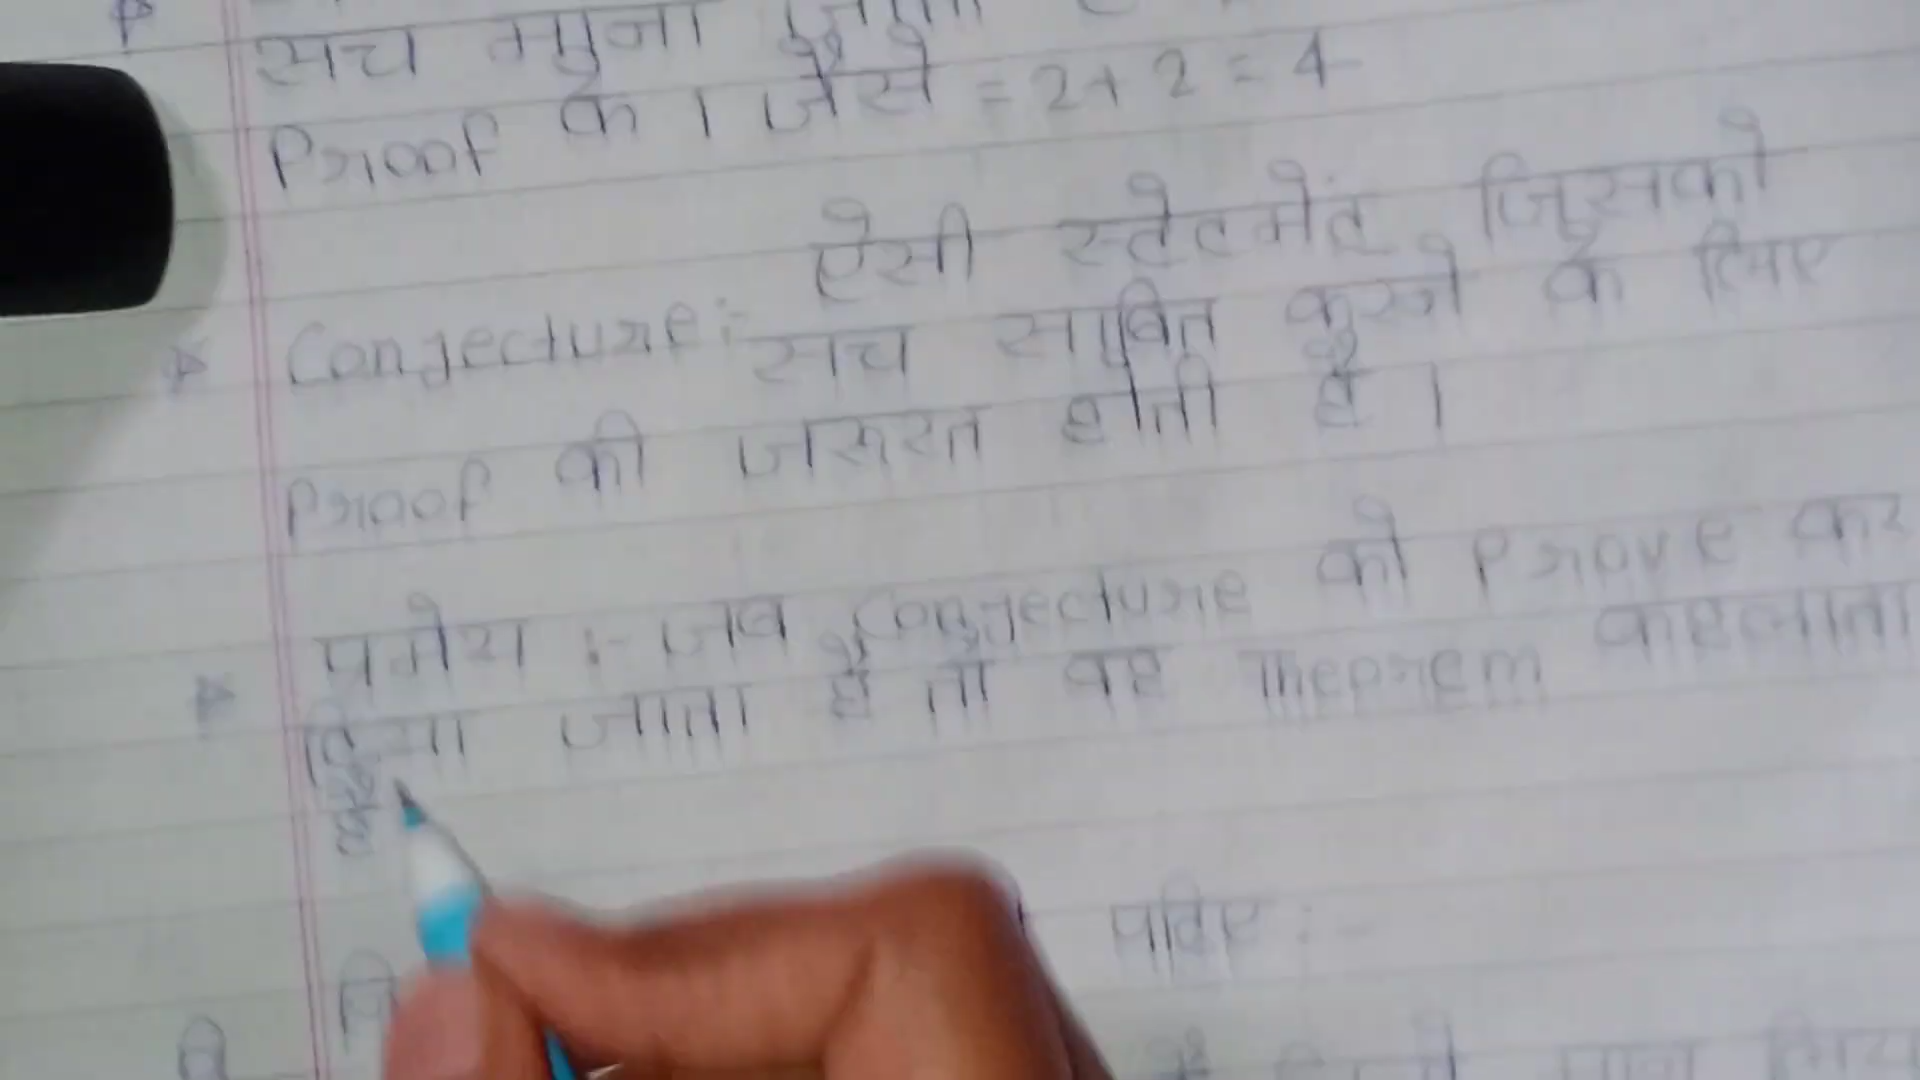 सच माना जाता है
Proof के । जैसे = 2+ 2 = 4
ऐसी स्टेटमेंट जिसको
Conjecture:- सच साबित करने के लिए
Proof की जरूरत होती है ।
प्रमेय :- जब Conjecture को Prove कर
दिया जाता है तो वह Theorem कहलाता
है
पढिए :-